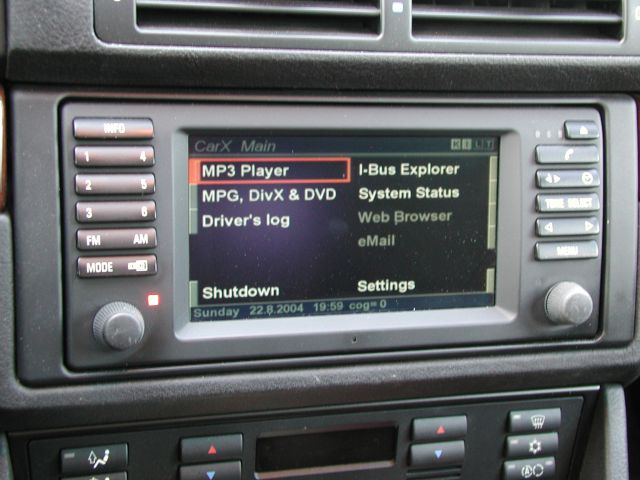 INFO
1 4
2 5
3 6
FM AM
MODE
CarX Main
K I L T
MP3 Player
I-Bus Explorer
MPG, DivX & DVD
System Status
Driver's log
Web Browser
eMail
Shutdown
Settings
Sunday 22.8.2004 19:59 cog= 0
TONE SELECT
MENU
A